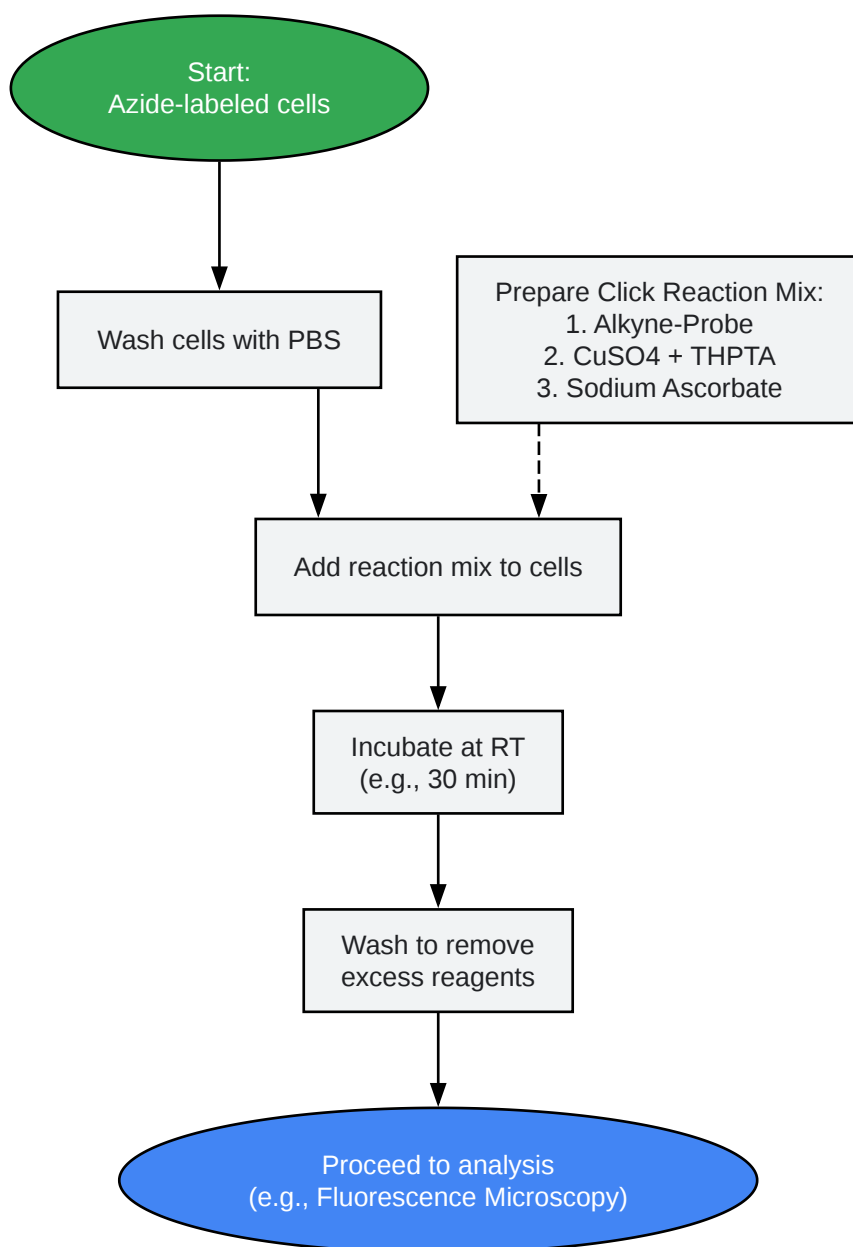 Start:
Azide-labeled cells
Wash cells with PBS
Prepare Click Reaction Mix:
1. Alkyne-Probe
2. CuSO4 + THPTA
3. Sodium Ascorbate
Add reaction mix to cells
Incubate at RT
(e.g., 30 min)
Wash to remove
excess reagents
Proceed to analysis
(e.g., Fluorescence Microscopy)